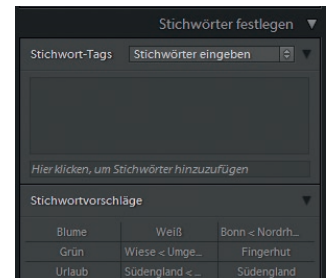 Stichwörter festlegen
Stichwort-Tags Stichwörter eingeben
Hier klicken, um Stichwörter hinzuzufügen
Stichwortvorschläge
Blume Weiß Bonn < Nordrh...
Grün Wiese < Umge... Fingerhut
Urlaub Südengland < ... Südengland